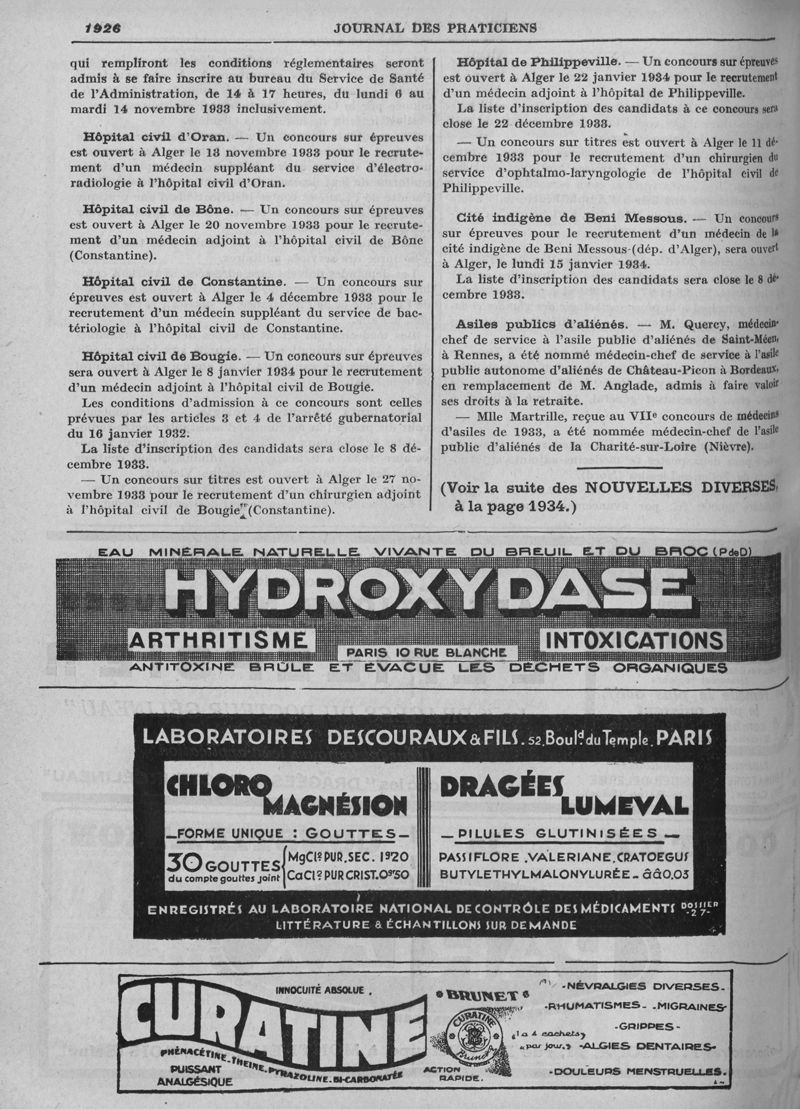 1926
JOURNAL DES PRATICIENS
qui rempliront les conditions réglementaires seront
admis à se faire inscrire au bureau du Service de Santé
de l'Administration, de 14 à 17 heures, du lundi 6 au
mardi 14 novembre 1933 inclusivement.
Hôpital civil d'Oran. — Un concours sur épreuves
est ouvert à Alger le 13 novembre 1933 pour le recrute-
ment d'un médecin suppléant du service d'électro-
radiologie à l'hôpital civil d'Oran.
Hôpital civil de Bône. — Un concours sur épreuves
est ouvert à Alger le 20 novembre 1933 pour le recrute-
ment d'un médecin adjoint à l'hôpital civil de Bône
(Constantine).
Hôpital civil de Constantine. — Un concours sur
épreuves est ouvert à Alger le 4 décembre 1933 pour le
recrutement d'un médecin suppléant du service de bac-
tériologie à l'hôpital civil de Constantine.
Hôpital civil de Bougie. — Un concours sur épreuves
sera ouvert à Alger le 8 janvier 1934 pour le recrutement
d'un médecin adjoint à l'hôpital civil de Bougie.
Les conditions d'admission à ce concours sont celles
prévues par les articles 3 et 4 de l'arrêté gubernatorial
du 16 janvier 1932.
La liste d'inscription des candidats sera close le 8 dé-
cembre 1933.
— Un concours sur titres est ouvert à Alger le 27 no-
vembre 1933 pour le recrutement d'un chirurgien adjoint
à l'hôpital civil de Bougie (Constantine).
Hôpital de Philippeville. — Un concours sur épreuves
est ouvert à Alger le 22 janvier 1934 pour le recrutement
d'un médecin adjoint à l'hôpital de Philippeville.
La liste d'inscription des candidats à ce concours sera
close le 22 décembre 1933.
— Un concours sur titres est ouvert à Alger le 11 dé-
cembre 1933 pour le recrutement d'un chirurgien du
service d'ophtalmo-laryngologie de l'hôpital civil de
Philippeville.
Cité indigène de Beni Messous. — Un concours
sur épreuves pour le recrutement d'un médecin de la
cité indigène de Beni Messous (dép. d'Alger), sera ouvert
à Alger, le lundi 15 janvier 1934.
La liste d'inscription des candidats sera close le 8 dé-
cembre 1933.
Asiles publics d'aliénés. — M. Quercy, médecin-
chef de service à l'asile public d'aliénés de Saint-Méen,
à Rennes, a été nommé médecin-chef de service à l'asile
public autonome d'aliénés de Château-Picon à Bordeaux,
en remplacement de M. Anglade, admis à faire valoir
ses droits à la retraite.
— Mlle Martrille, reçue au VIIe concours de médecins
d'asiles de 1933, a été nommée médecin-chef de l'asile
public d'aliénés de la Charité-sur-Loire (Nièvre).
(Voir la suite des NOUVELLES DIVERSES,
à la page 1934.)
EAU MINÉRALE NATURELLE VIVANTE DU BREUIL ET DU BROC (P de D)
HYDROXYDASE
ARTHRITISME
PARIS 10 RUE BLANCHE
INTOXICATIONS
ANTITOXINE BRÛLE ET ÉVACUE LES DÉCHETS ORGANIQUES
LABORATOIRES DESCOURAUX & FILS. 52, Boul.d du Temple. PARIS
CHLORO
MAGNÉSION
—FORME UNIQUE : GOUTTES—
30 GOUTTES
du compte gouttes joint
MgCl2 PUR. SEC. 1g20
CaCl2 PUR CRIST. 0g50
DRAGÉES
LUMEVAL
— PILULES GLUTINISÉES —
PASSIFLORE . VALERIANE . CRATOEGUS
BUTYLETHYLMALONYLURÉE - ââ 0,03
ENREGISTRÉS AU LABORATOIRE NATIONAL DE CONTRÔLE DES MÉDICAMENTS DOSSIER -27-
LITTÉRATURE & ÉCHANTILLONS SUR DEMANDE
INNOCUITÉ ABSOLUE .
CURATINE
PHÉNACÉTINE-THEINE-PYRAZOLINE-BI-CARBONATÉE
PUISSANT
ANALGÉSIQUE
"BRUNET"
CURATINE
Brunet
ACTION
RAPIDE.
(1 à 4 cachets)
par jour.
-NÉVRALGIES DIVERSES-
-RHUMATISMES- -MIGRAINES-
-GRIPPES-
-ALGIES DENTAIRES-
-DOULEURS MENSTRUELLES-